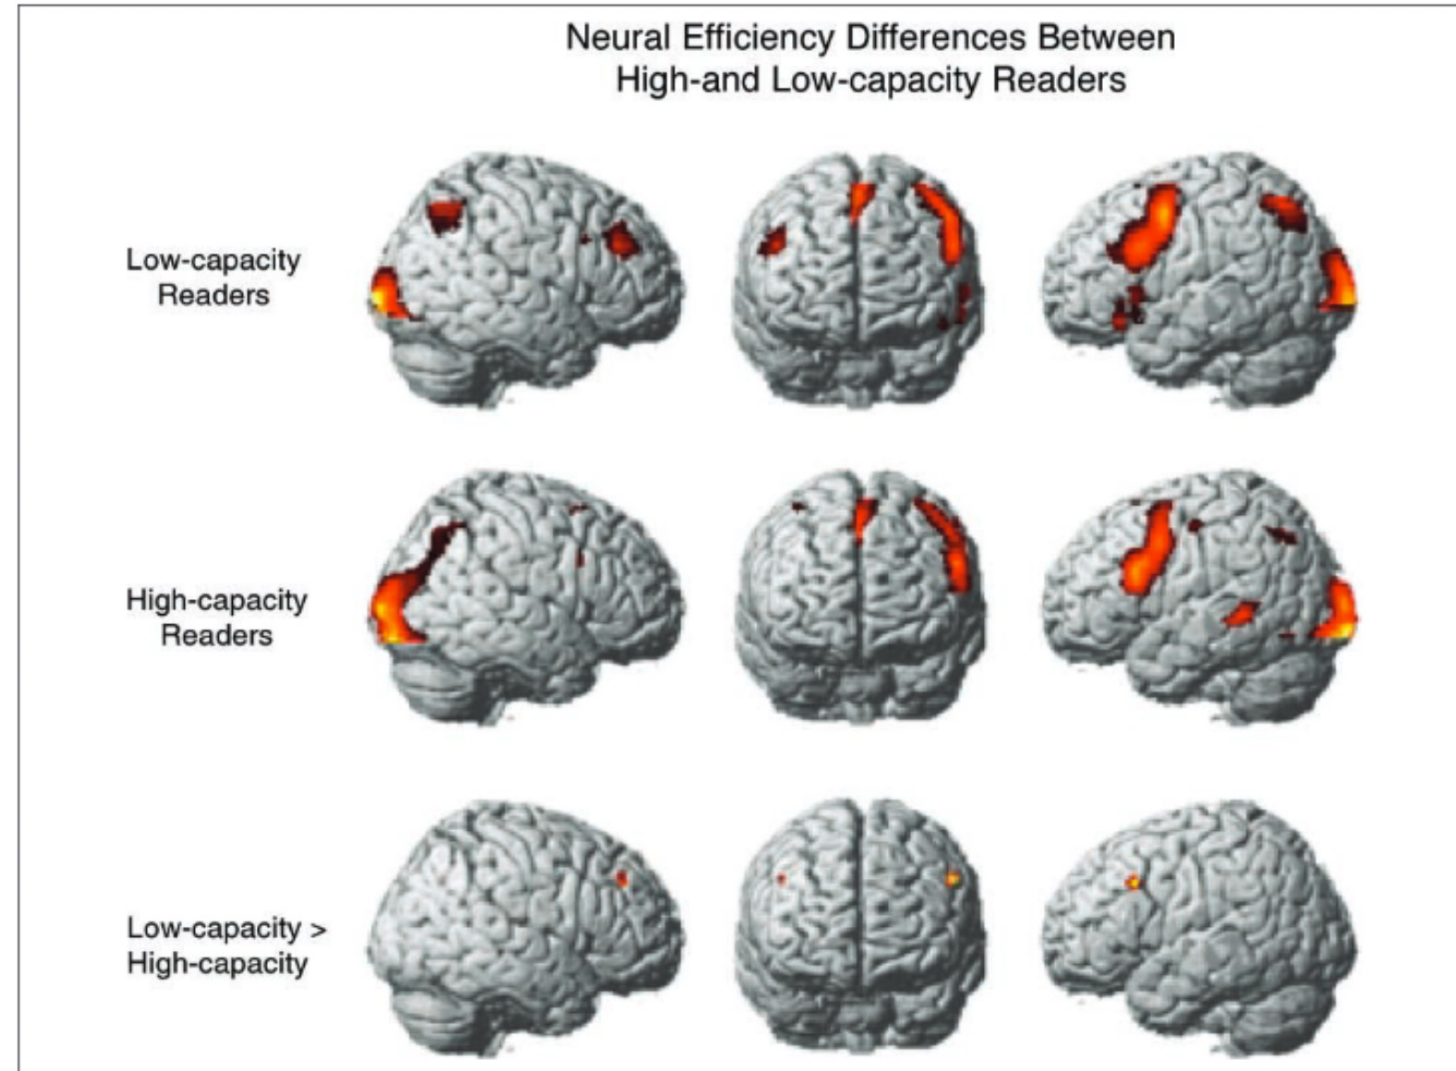 Neural Efficiency Differences Between
High-and Low-capacity Readers
Low-capacity
Readers
High-capacity
Readers
Low-capacity >
High-capacity